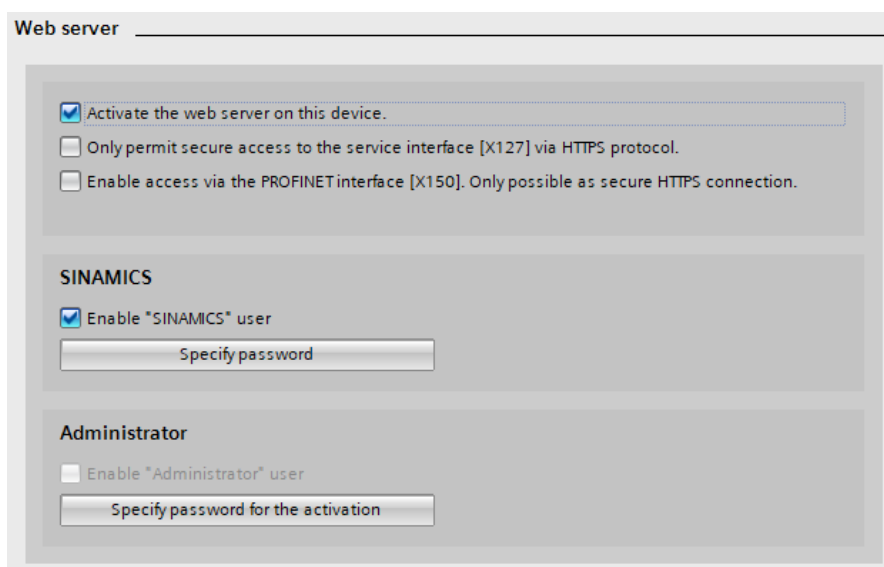 Web server
Activate the web server on this device.
Only permit secure access to the service interface [X127] via HTTPS protocol.
Enable access via the PROFINET interface [X150]. Only possible as secure HTTPS connection.
SINAMICS
Enable "SINAMICS" user
Specify password
Administrator
Enable "Administrator" user
Specify password for the activation